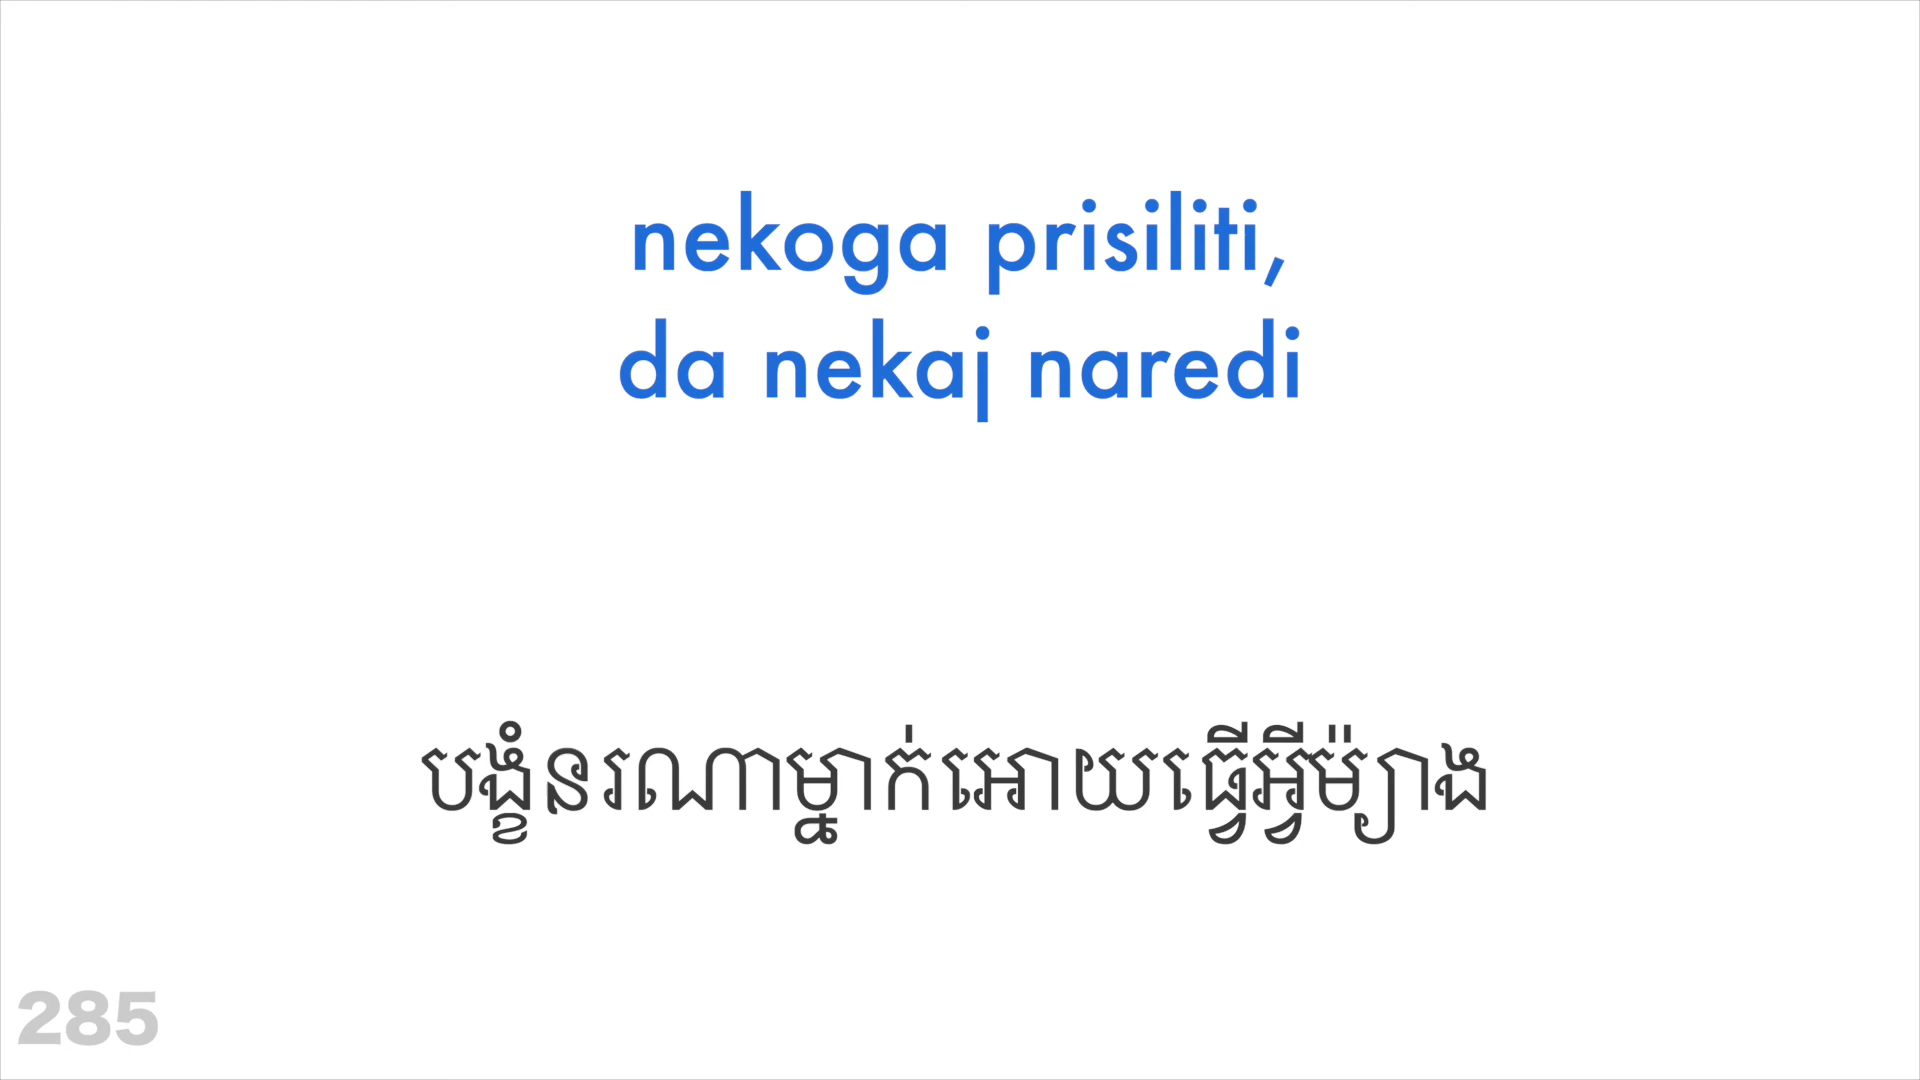 nekoga prisiliti,
da nekaj naredi
បង្ខំនរណាម្នាក់អោយធ្វើអ្វីម៉្យាង
285